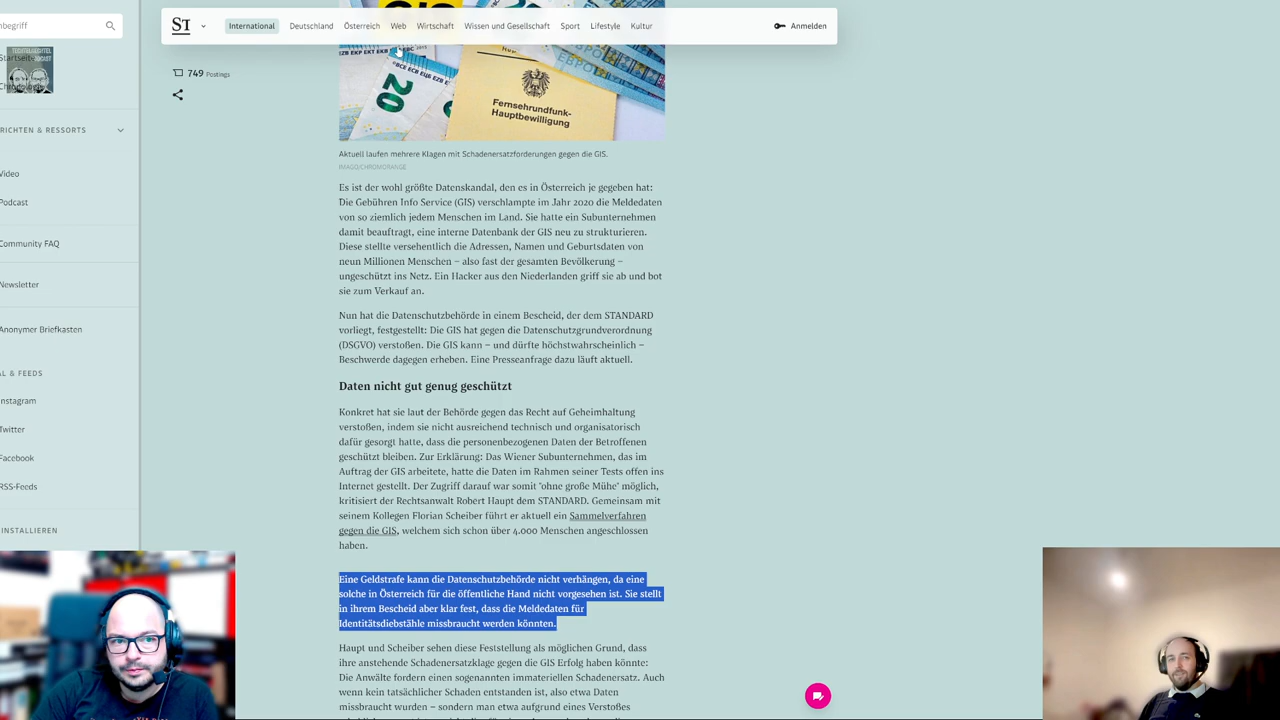 nbegriff
ST
International
Deutschland
Österreich
Web
Wirtschaft
Wissen und Gesellschaft
Sport
Lifestyle
Kultur
Anmelden
Startseite
RICHTEN & RESSORTS
Video
Podcast
Community FAQ
Newsletter
Anonymer Briefkasten
AL & FEEDS
nstagram
Twitter
Facebook
RSS-Feeds
INSTALLIEREN
749 Postings
20
Fernsehrundfunk-
Hauptbewilligung
Aktuell laufen mehrere Klagen mit Schadenersatzforderungen gegen die GIS.
IMAGO/CHROMORANGE
Es ist der wohl größte Datenskandal, den es in Österreich je gegeben hat:
Die Gebühren Info Service (GIS) verschlampte im Jahr 2020 die Meldedaten
von so ziemlich jedem Menschen im Land. Sie hatte ein Subunternehmen
damit beauftragt, eine interne Datenbank der GIS neu zu strukturieren.
Diese stellte versehentlich die Adressen, Namen und Geburtsdaten von
neun Millionen Menschen – also fast der gesamten Bevölkerung –
ungeschützt ins Netz. Ein Hacker aus den Niederlanden griff sie ab und bot
sie zum Verkauf an.
Nun hat die Datenschutzbehörde in einem Bescheid, der dem STANDARD
vorliegt, festgestellt: Die GIS hat gegen die Datenschutzgrundverordnung
(DSGVO) verstoßen. Die GIS kann – und dürfte höchstwahrscheinlich –
Beschwerde dagegen erheben. Eine Presseanfrage dazu läuft aktuell.
Daten nicht gut genug geschützt
Konkret hat sie laut der Behörde gegen das Recht auf Geheimhaltung
verstoßen, indem sie nicht ausreichend technisch und organisatorisch
dafür gesorgt hatte, dass die personenbezogenen Daten der Betroffenen
geschützt bleiben. Zur Erklärung: Das Wiener Subunternehmen, das im
Auftrag der GIS arbeitete, hatte die Daten im Rahmen seiner Tests offen ins
Internet gestellt. Der Zugriff darauf war somit "ohne große Mühe" möglich,
kritisiert der Rechtsanwalt Robert Haupt dem STANDARD. Gemeinsam mit
seinem Kollegen Florian Scheiber führt er aktuell ein Sammelverfahren
gegen die GIS, welchem sich schon über 4.000 Menschen angeschlossen
haben.
Eine Geldstrafe kann die Datenschutzbehörde nicht verhängen, da eine
solche in Österreich für die öffentliche Hand nicht vorgesehen ist. Sie stellt
in ihrem Bescheid aber klar fest, dass die Meldedaten für
Identitätsdiebstähle missbraucht werden könnten.
Haupt und Scheiber sehen diese Feststellung als möglichen Grund, dass
ihre anstehende Schadenersatzklage gegen die GIS Erfolg haben könnte:
Die Anwälte fordern einen sogenannten immateriellen Schadenersatz. Auch
wenn kein tatsächlicher Schaden entstanden ist, also etwa Daten
missbraucht wurden – sondern man etwa aufgrund eines Verstoßes